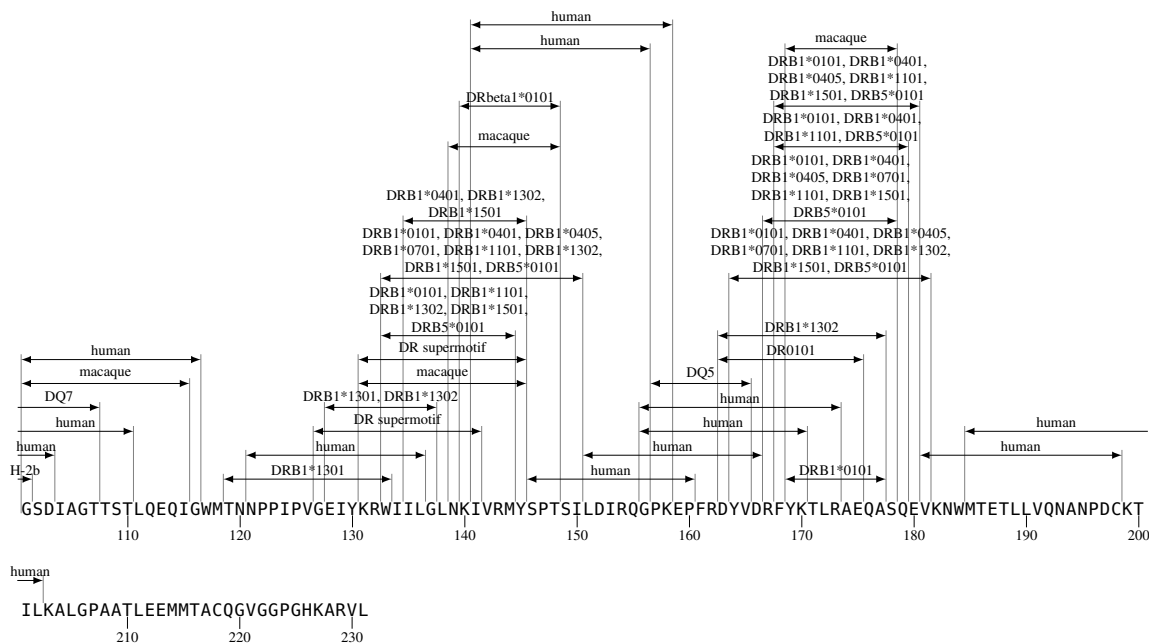 human
human
macaque
DRB1*0101, DRB1*0401,
DRB1*0405, DRB1*1101,
DRB1*1501, DRB5*0101
DRbeta1*0101
DRB1*0101, DRB1*0401,
DRB1*1101, DRB5*0101
macaque
DRB1*0101, DRB1*0401,
DRB1*0405, DRB1*0701,
DRB1*1101, DRB1*1501,
DRB5*0101
DRB1*0401, DRB1*1302,
DRB1*1501
DRB1*0101, DRB1*0401, DRB1*0405,
DRB1*0701, DRB1*1101, DRB1*1302,
DRB1*1501, DRB5*0101
DRB1*0101, DRB1*0401, DRB1*0405,
DRB1*0701, DRB1*1101, DRB1*1302,
DRB1*1501, DRB5*0101
DRB1*0101, DRB1*1101,
DRB1*1302, DRB1*1501,
DRB5*0101
DRB1*1302
human
DR supermotif
DR0101
macaque
macaque
DQ5
DQ7
DRB1*1301, DRB1*1302
human
human
DR supermotif
human
human
human
human
human
human
H-2b
DRB1*1301
human
DRB1*0101
GSDIAGTTSTLQEQIGWMTNNPPIPVGEIYKRWIILGLNKIVRMYSPTSILDIRQGPKEPFRDYVDRFYKTLRAEQASQEVKNWMTETLLVQNANPDCKT
110 120 130 140 150 160 170 180 190 200
human
ILKALGPAATLEEMMTACQGVGGPGHKARVL
210 220 230